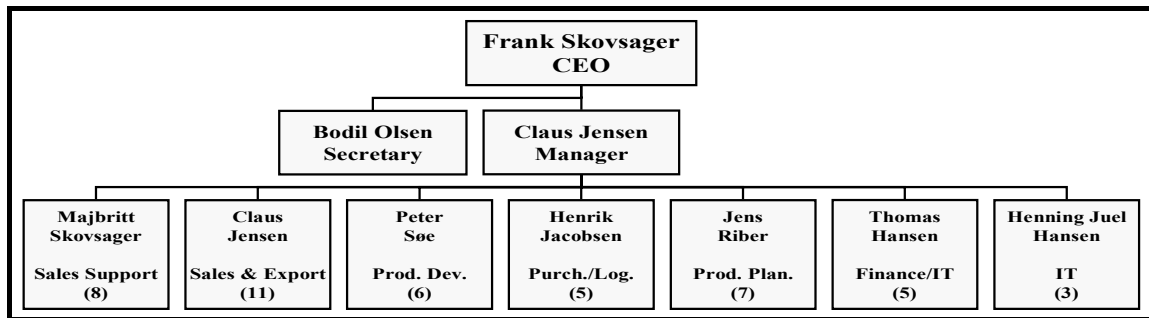 Frank Skovsager
CEO
Bodil Olsen
Secretary
Claus Jensen
Manager
Majbritt
Skovsager
Sales Support
(8)
Claus
Jensen
Sales & Export
(11)
Peter
Søe
Prod. Dev.
(6)
Henrik
Jacobsen
Purch./Log.
(5)
Jens
Riber
Prod. Plan.
(7)
Thomas
Hansen
Finance/IT
(5)
Henning Juel
Hansen
IT
(3)